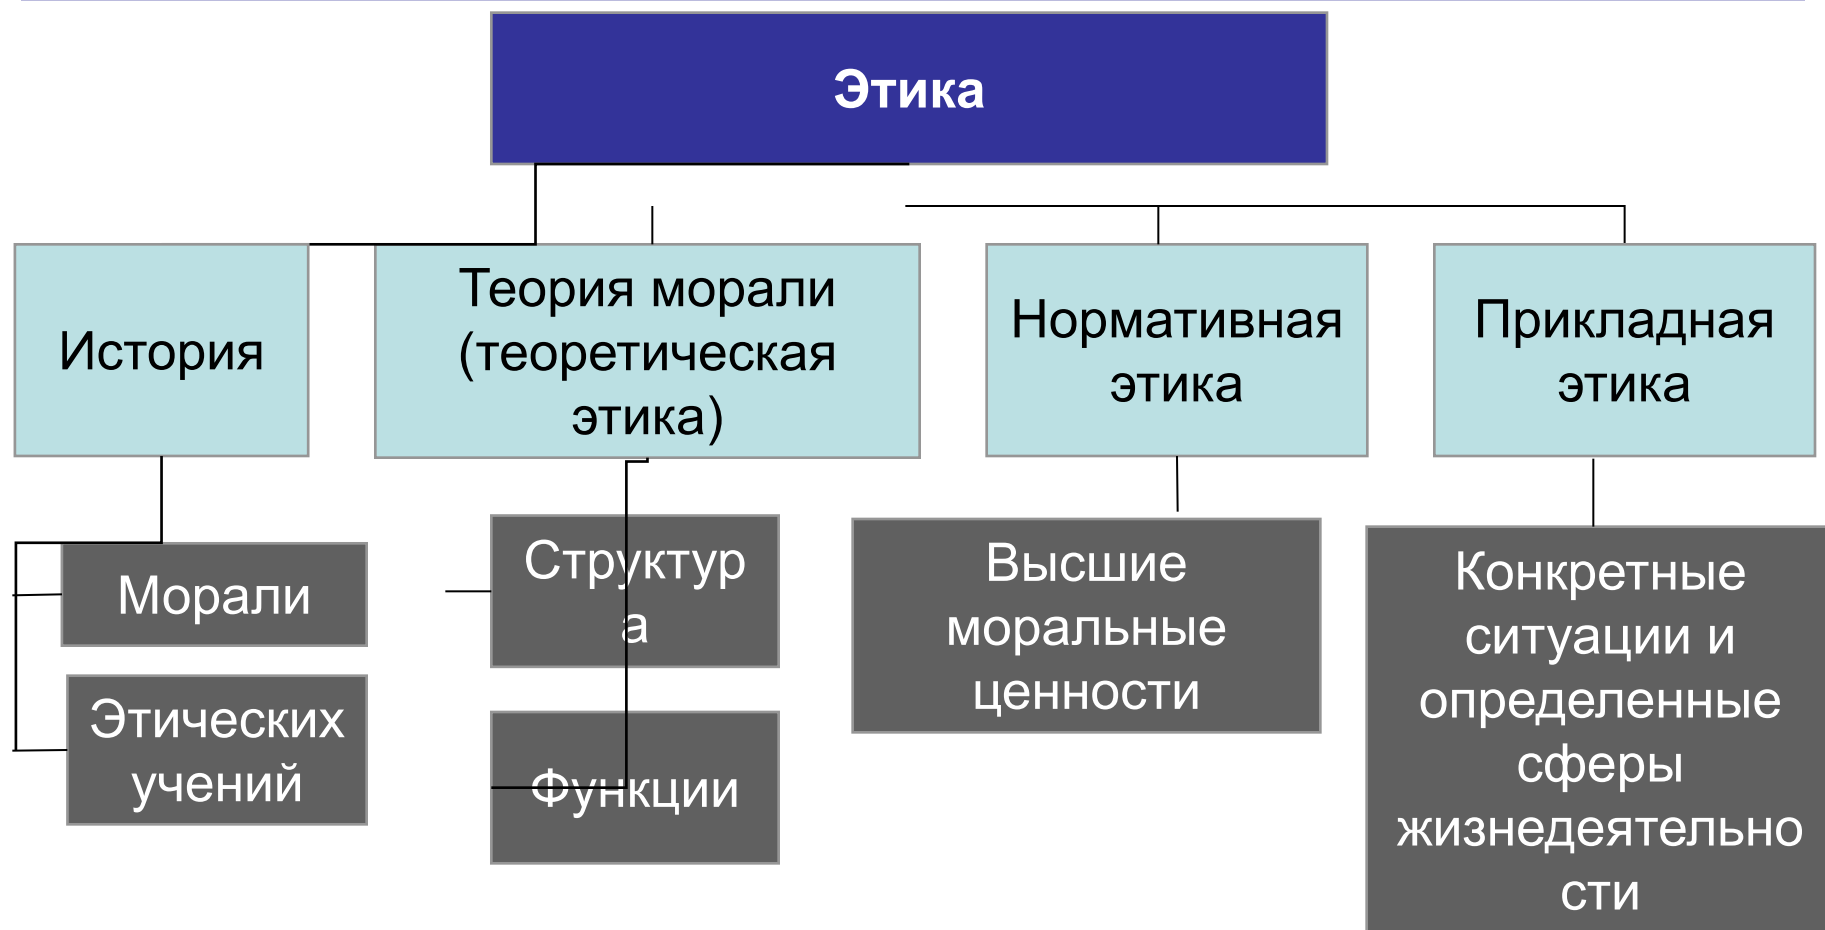 Этика
История
Теория морали
(теоретическая
этика)
Нормативная
этика
Прикладная
этика
Морали
Этических
учений
Структур
а
Функции
Высшие
моральные
ценности
Конкретные
ситуации и
определенные
сферы
жизнедеятельно
сти